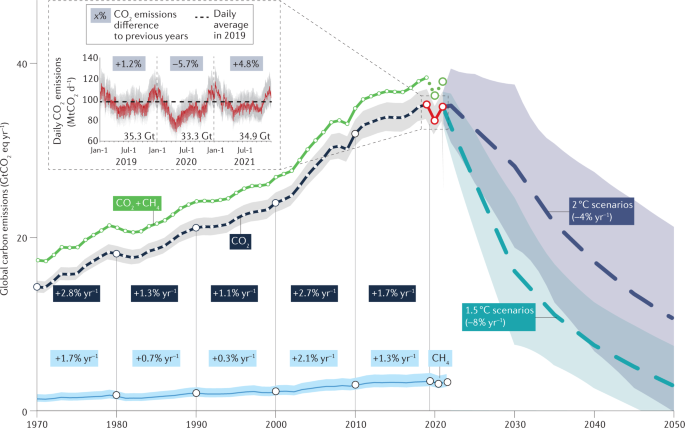 x%
CO₂ emissions
difference
to previous years
Daily
average
in 2019
Daily CO₂ emissions
(MtCO₂ d⁻¹)
140
120
100
80
60
+1.2%
–5.7%
+4.8%
35.3 Gt
33.3 Gt
34.9 Gt
Jan-1
Jul-1
Jan-1
Jul-1
Jan-1
Jul-1
2019
2020
2021
Global carbon emissions (GtCO₂ eq yr⁻¹)
40
20
0
CO₂ + CH₄
CO₂
2 °C scenarios
(–4% yr⁻¹)
1.5 °C scenarios
(–8% yr⁻¹)
+2.8% yr⁻¹
+1.3% yr⁻¹
+1.1% yr⁻¹
+2.7% yr⁻¹
+1.7% yr⁻¹
+1.7% yr⁻¹
+0.7% yr⁻¹
+0.3% yr⁻¹
+2.1% yr⁻¹
+1.3% yr⁻¹
CH₄
1970
1980
1990
2000
2010
2020
2030
2040
2050